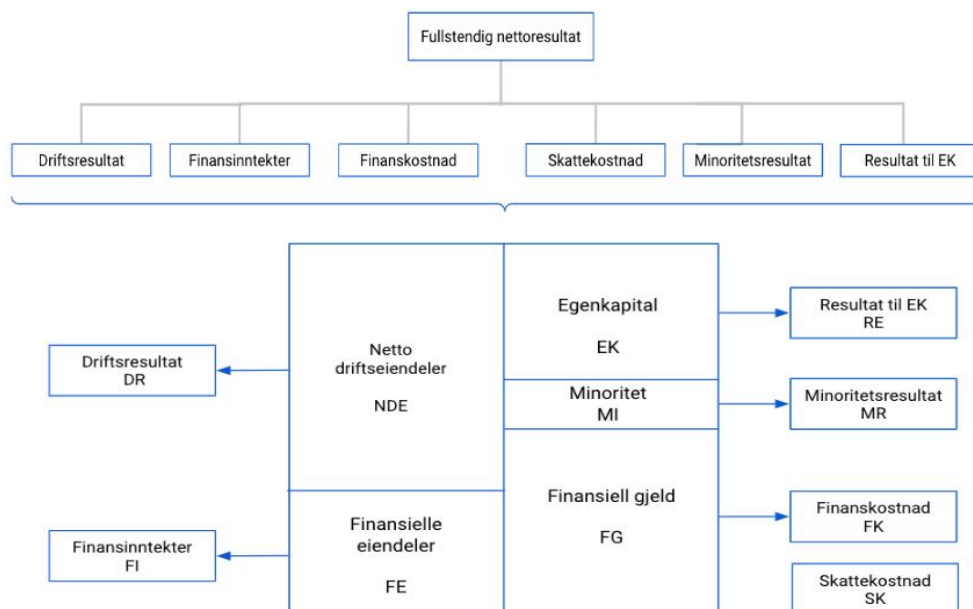 Fullstendig nettoresultat
Driftsresultat
Finansinntekter
Finanskostnad
Skattekostnad
Minoritetsresultat
Resultat til EK
Netto
driftseiendeler
NDE
Egenkapital
EK
Minoritet
MI
Finansiell gjeld
FG
Finansielle
eiendeler
FE
Driftsresultat
DR
Finansinntekter
FI
Resultat til EK
RE
Minoritetsresultat
MR
Finanskostnad
FK
Skattekostnad
SK